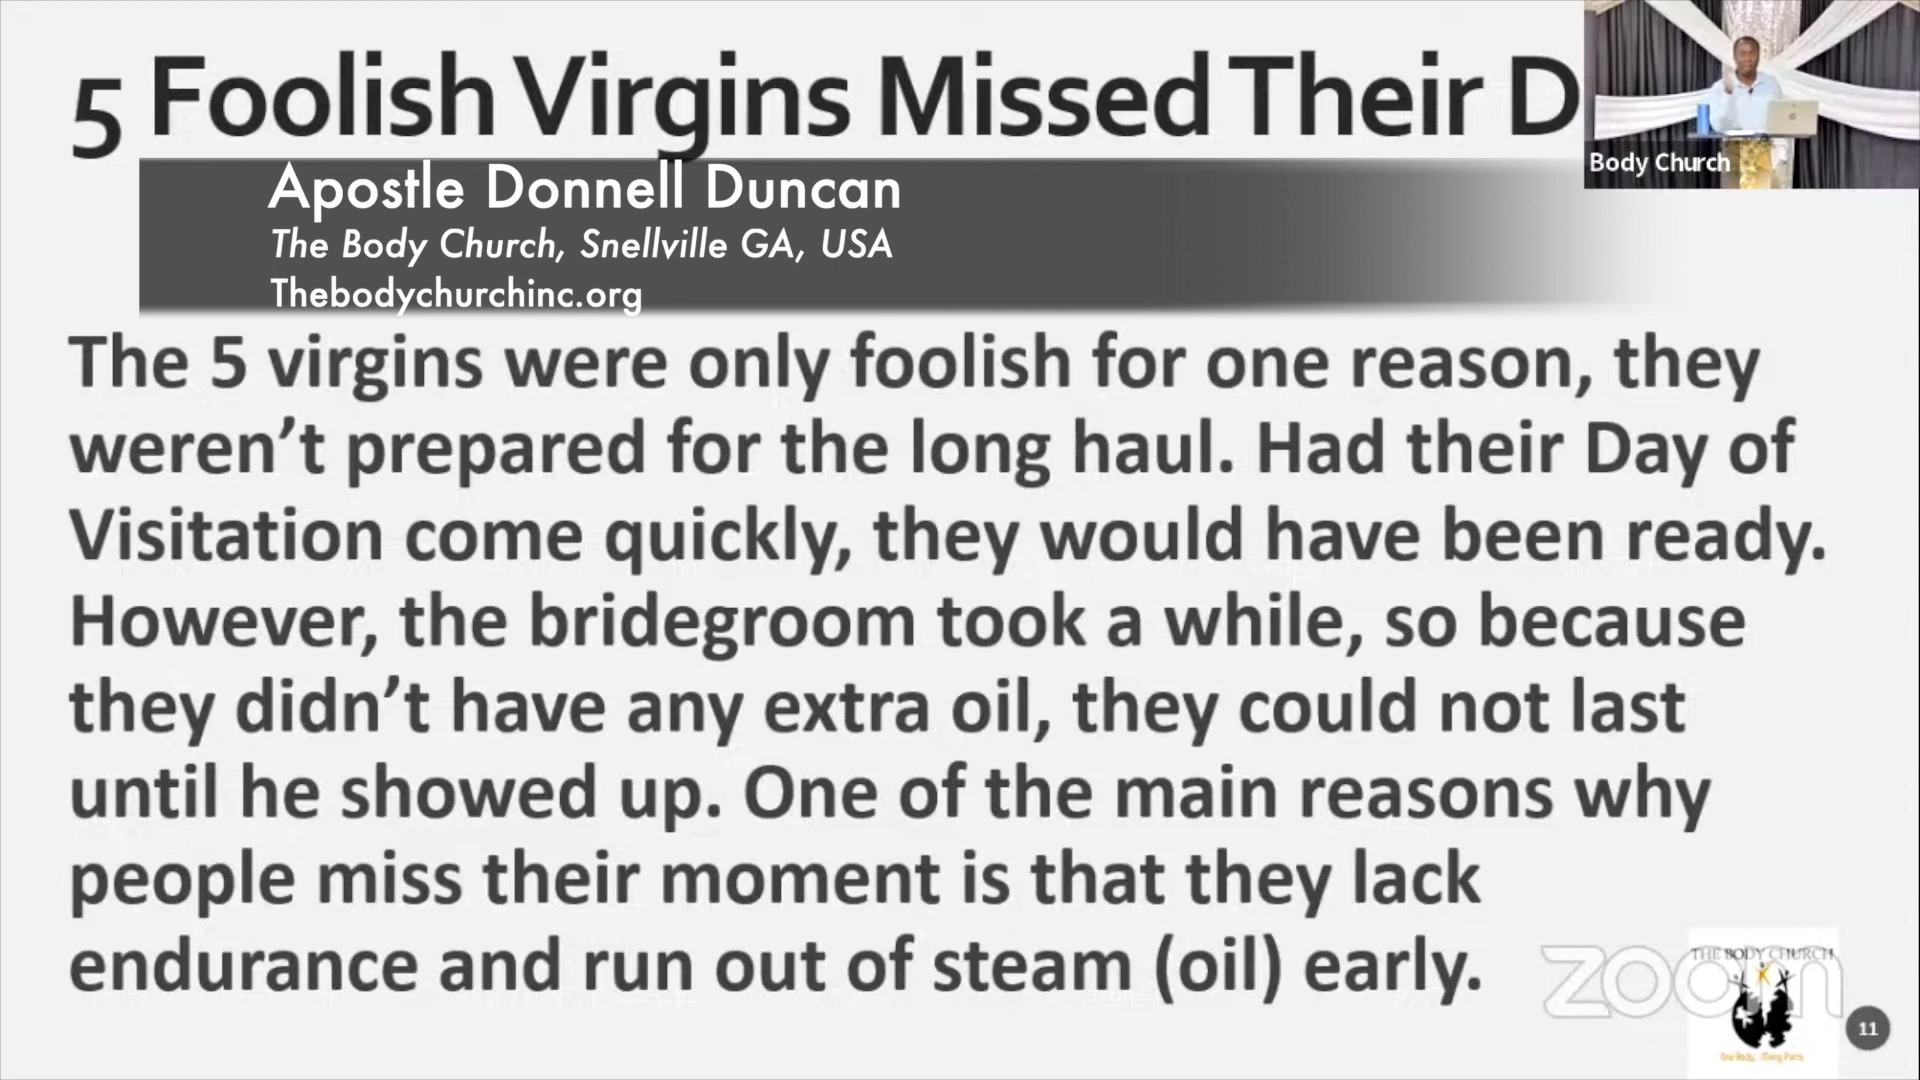 5 Foolish Virgins Missed Their D
Body Church
Apostle Donnell Duncan
The Body Church, Snellville GA, USA
Thebodychurchinc.org
The 5 virgins were only foolish for one reason, they
weren’t prepared for the long haul. Had their Day of
Visitation come quickly, they would have been ready.
However, the bridegroom took a while, so because
they didn’t have any extra oil, they could not last
until he showed up. One of the main reasons why
people miss their moment is that they lack
endurance and run out of steam (oil) early.
zoom
THE BODY CHURCH
One Body, Many Parts
11